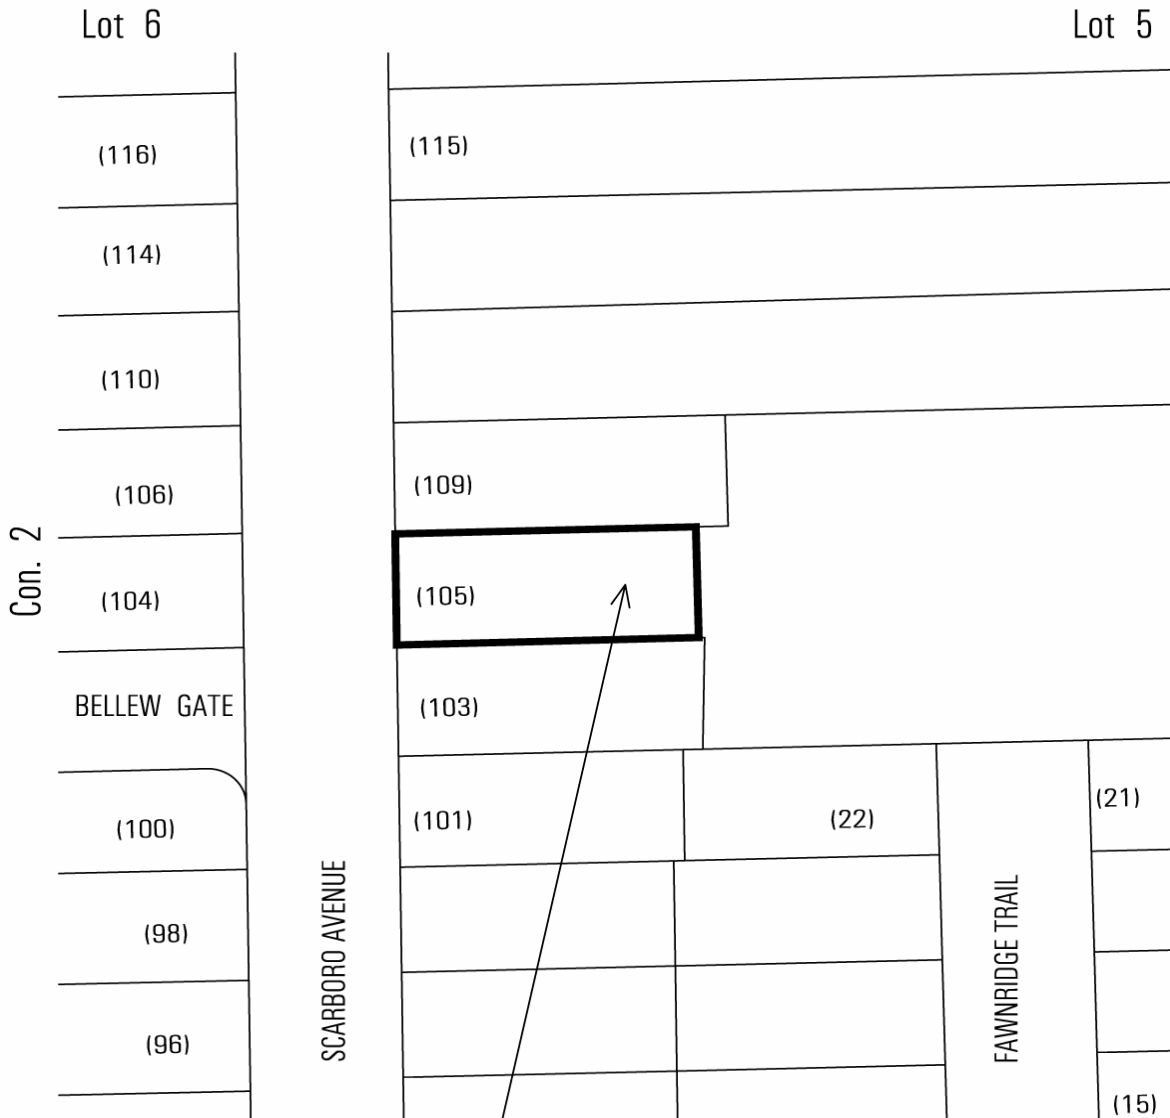 Lot 6
Lot 5
(116)
(115)
(114)
(110)
(109)
(106)
Con. 2
(105)
(104)
BELLEW GATE
(103)
(101)
(22)
(21)
(100)
SCARBORO AVENUE
FAWNRIDGE TRAIL
(98)
(96)
(15)